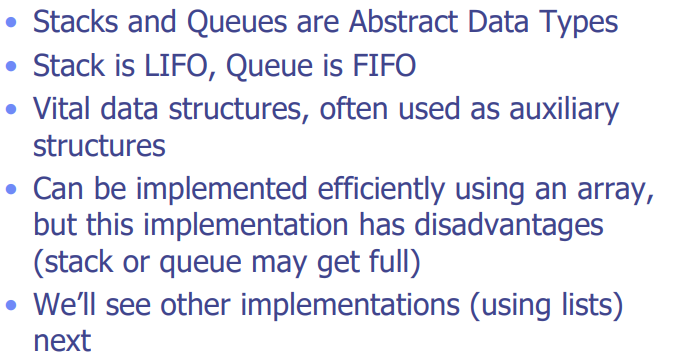 • Stacks and Queues are Abstract Data Types
• Stack is LIFO, Queue is FIFO
• Vital data structures, often used as auxiliary
structures
• Can be implemented efficiently using an array,
but this implementation has disadvantages
(stack or queue may get full)
• We’ll see other implementations (using lists)
next